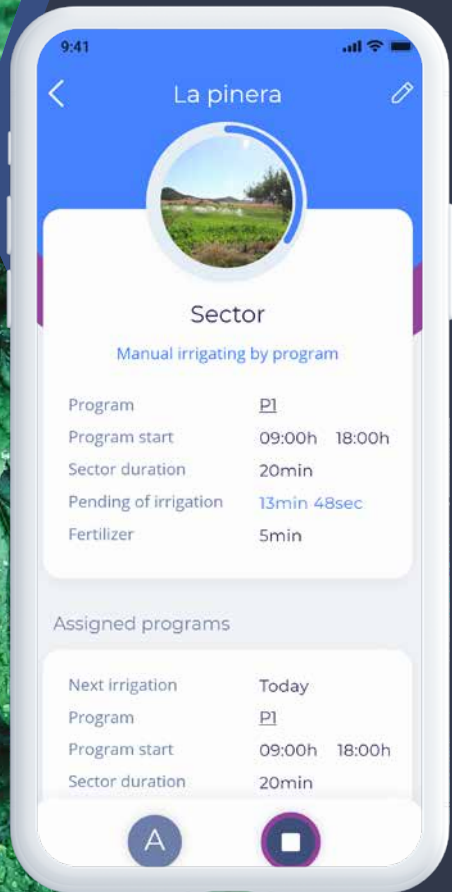 9:41
La pinera
Sector
Manual irrigating by program
Program P1
Program start 09:00h 18:00h
Sector duration 20min
Pending of irrigation 13min 48sec
Fertilizer 5min
Assigned programs
Next irrigation Today
Program P1
Program start 09:00h 18:00h
Sector duration 20min
A